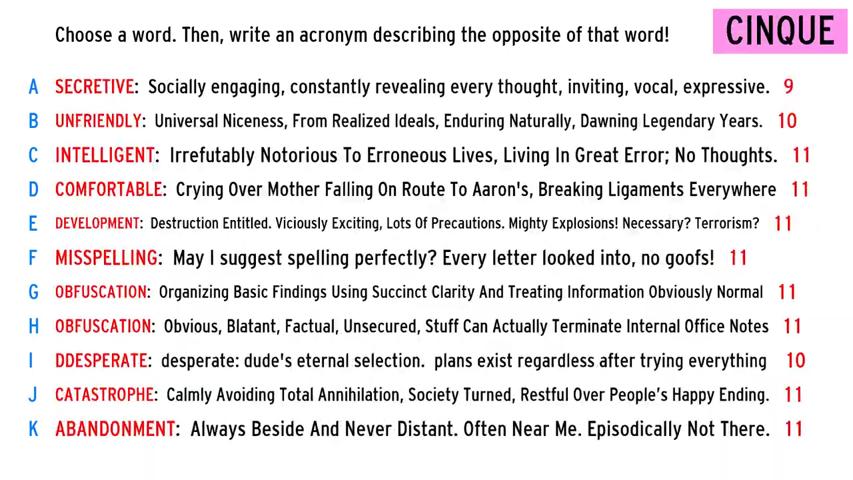 Choose a word. Then, write an acronym describing the opposite of that word!
CINQUE
A SECRETIVE: Socially engaging, constantly revealing every thought, inviting, vocal, expressive. 9
B UNFRIENDLY: Universal Niceness, From Realized Ideals, Enduring Naturally, Dawning Legendary Years. 10
C INTELLIGENT: Irrefutably Notorious To Erroneous Lives, Living In Great Error; No Thoughts. 11
D COMFORTABLE: Crying Over Mother Falling On Route To Aaron's, Breaking Ligaments Everywhere 11
E DEVELOPMENT: Destruction Entitled. Viciously Exciting, Lots Of Precautions. Mighty Explosions! Necessary? Terrorism? 11
F MISSPELLING: May I suggest spelling perfectly? Every letter looked into, no goofs! 11
G OBFUSCATION: Organizing Basic Findings Using Succinct Clarity And Treating Information Obviously Normal 11
H OBFUSCATION: Obvious, Blatant, Factual, Unsecured, Stuff Can Actually Terminate Internal Office Notes 11
I DDESPERATE: desperate: dude's eternal selection. plans exist regardless after trying everything 10
J CATASTROPHE: Calmly Avoiding Total Annihilation, Society Turned, Restful Over People's Happy Ending. 11
K ABANDONMENT: Always Beside And Never Distant. Often Near Me. Episodically Not There. 11